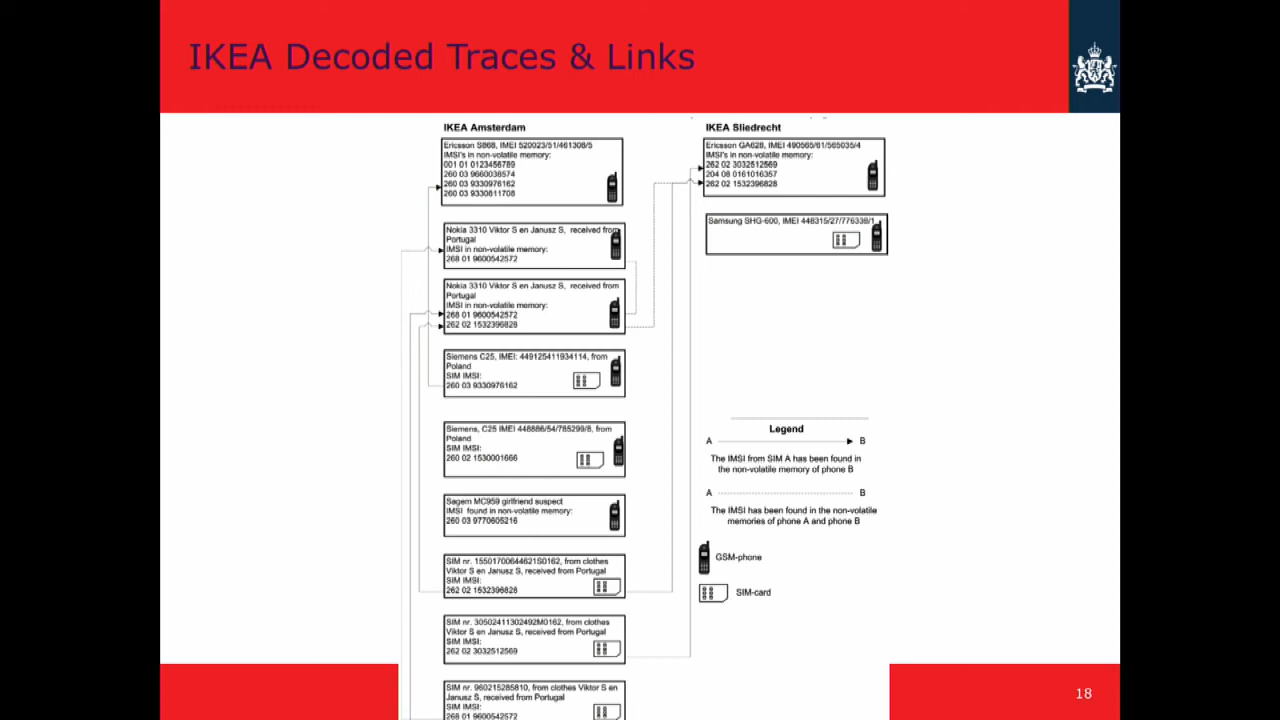 IKEA Decoded Traces & Links
IKEA Amsterdam
Ericsson S868, IMEI 520023/51/461308/5
IMSI's in non-volatile memory:
001 01 0123456789
260 03 9660038574
260 03 9330976162
260 03 9330811708
Nokia 3310 Viktor S en Janusz S, received from
Portugal
IMSI in non-volatile memory:
268 01 9600542572
Nokia 3310 Viktor S en Janusz S, received from
Portugal
IMSI in non-volatile memory:
268 01 9600542572
262 02 1532396828
Siemens C25, IMEI: 449125411934114, from
Poland
SIM IMSI:
260 03 9330976162
Siemens, C25 IMEI 448886/54/785299/8, from
Poland
SIM IMSI:
260 02 1530001666
Sagem MC959 girlfriend suspect
IMSI found in non-volatile memory:
260 03 9770605216
SIM nr. 15501700644621S0162, from clothes
Viktor S en Janusz S, received from Portugal
SIM IMSI:
262 02 1532396828
SIM nr. 30502411302492M0162, from clothes
Viktor S en Janusz S, received from Portugal
SIM IMSI:
262 02 3032512569
SIM nr. 960215285810, from clothes Viktor S en
Janusz S, received from Portugal
SIM IMSI:
268 01 9600542572
IKEA Sliedrecht
Ericsson GA628, IMEI 490565/61/565035/4
IMSI's in non-volatile memory:
262 02 3032512569
204 08 0161016357
262 02 1532396828
Samsung SHG-600, IMEI 448315/27/776338/1
Legend
A B
The IMSI from SIM A has been found in
the non-volatile memory of phone B
A B
The IMSI has been found in the non-volatile
memories of phone A and phone B
GSM-phone
SIM-card
18